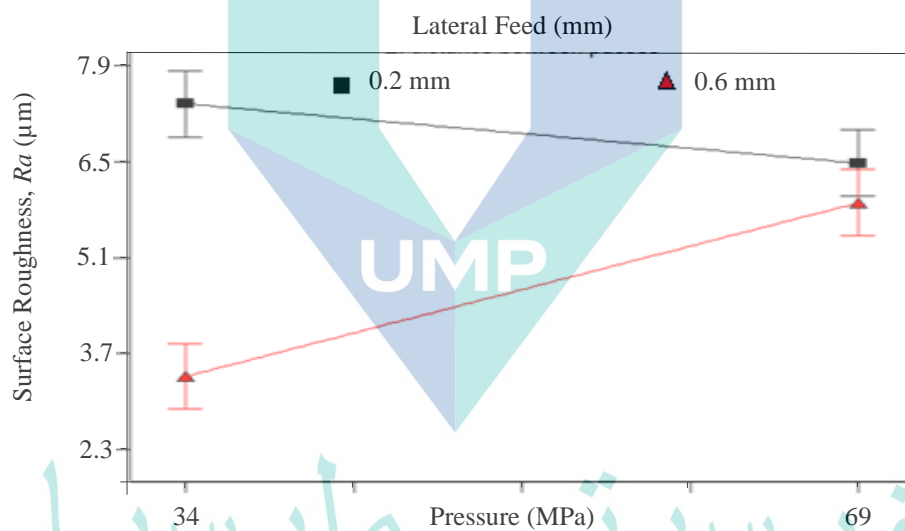 Lateral Feed (mm)
7.9
0.2 mm
0.6 mm
6.5
5.1
3.7
2.3
Surface Roughness, Ra (µm)
UMP
34
Pressure (MPa)
69